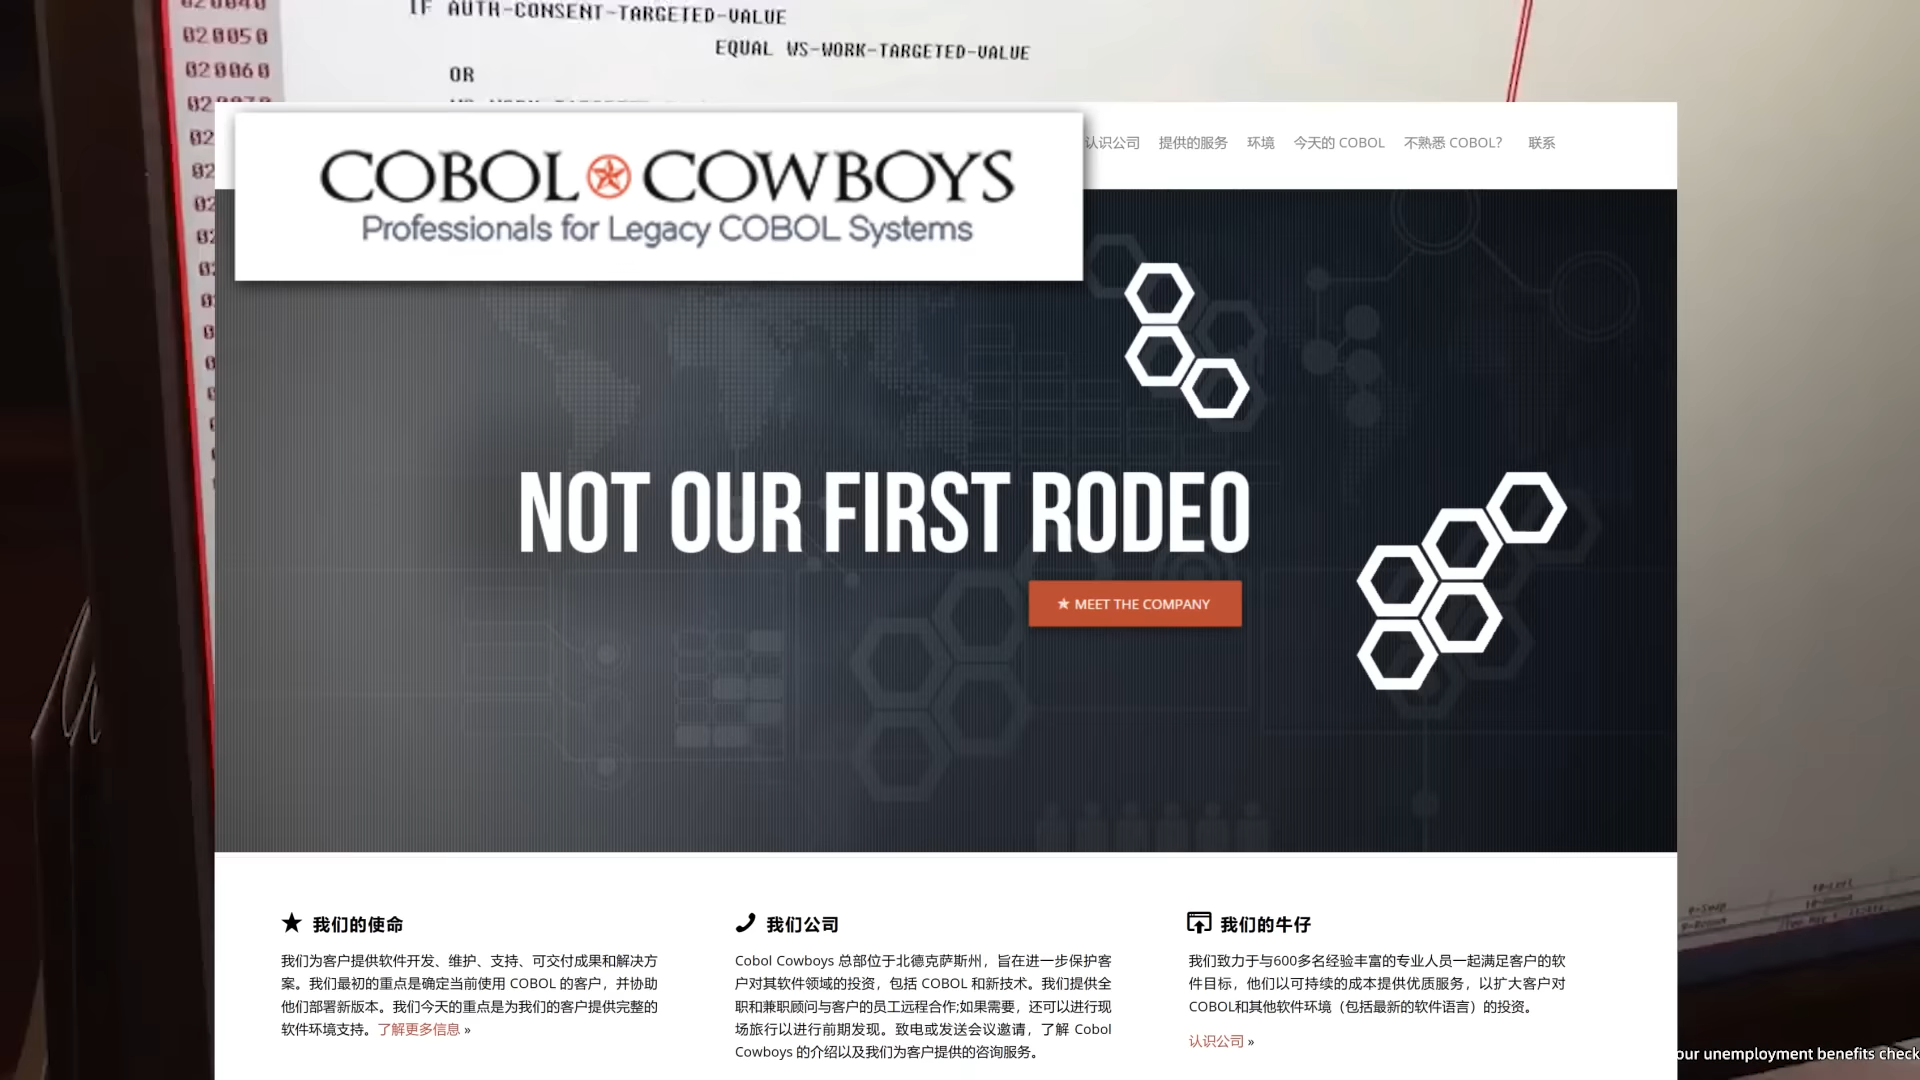 020050
020060
IF AUTH-CONSENT-TARGETED-VALUE
EQUAL WS-WORK-TARGETED-VALUE
OR
COBOL COWBOYS
Professionals for Legacy COBOL Systems
认识公司 提供的服务 环境 今天的 COBOL 不熟悉 COBOL? 联系
NOT OUR FIRST RODEO
MEET THE COMPANY
我们的使命
我们为客户提供软件开发、维护、支持、可交付成果和解决方
案。我们最初的重点是确定当前使用 COBOL 的客户，并协助
他们部署新版本。我们今天的重点是为我们的客户提供完整的
软件环境支持。了解更多信息 »
我们公司
Cobol Cowboys 总部位于北德克萨斯州，旨在进一步保护客
户对其软件领域的投资，包括 COBOL 和新技术。我们提供全
职和兼职顾问与客户的员工远程合作;如果需要，还可以进行现
场旅行以进行前期发现。致电或发送会议邀请，了解 Cobol
Cowboys 的介绍以及我们为客户提供的咨询服务。
我们的牛仔
我们致力于与600多名经验丰富的专业人员一起满足客户的软
件目标，他们以可持续的成本提供优质服务，以扩大客户对
COBOL和其他软件环境（包括最新的软件语言）的投资。
认识公司 »
our unemployment benefits check